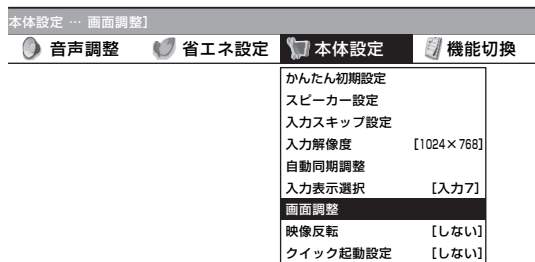 本体設定 … 画面調整]
音声調整 省エネ設定 本体設定 機能切換
かんたん初期設定
スピーカー設定
入力スキップ設定
入力解像度 [1024×768]
自動同期調整
入力表示選択 [入力7]
画面調整
映像反転 [しない]
クイック起動設定 [しない]